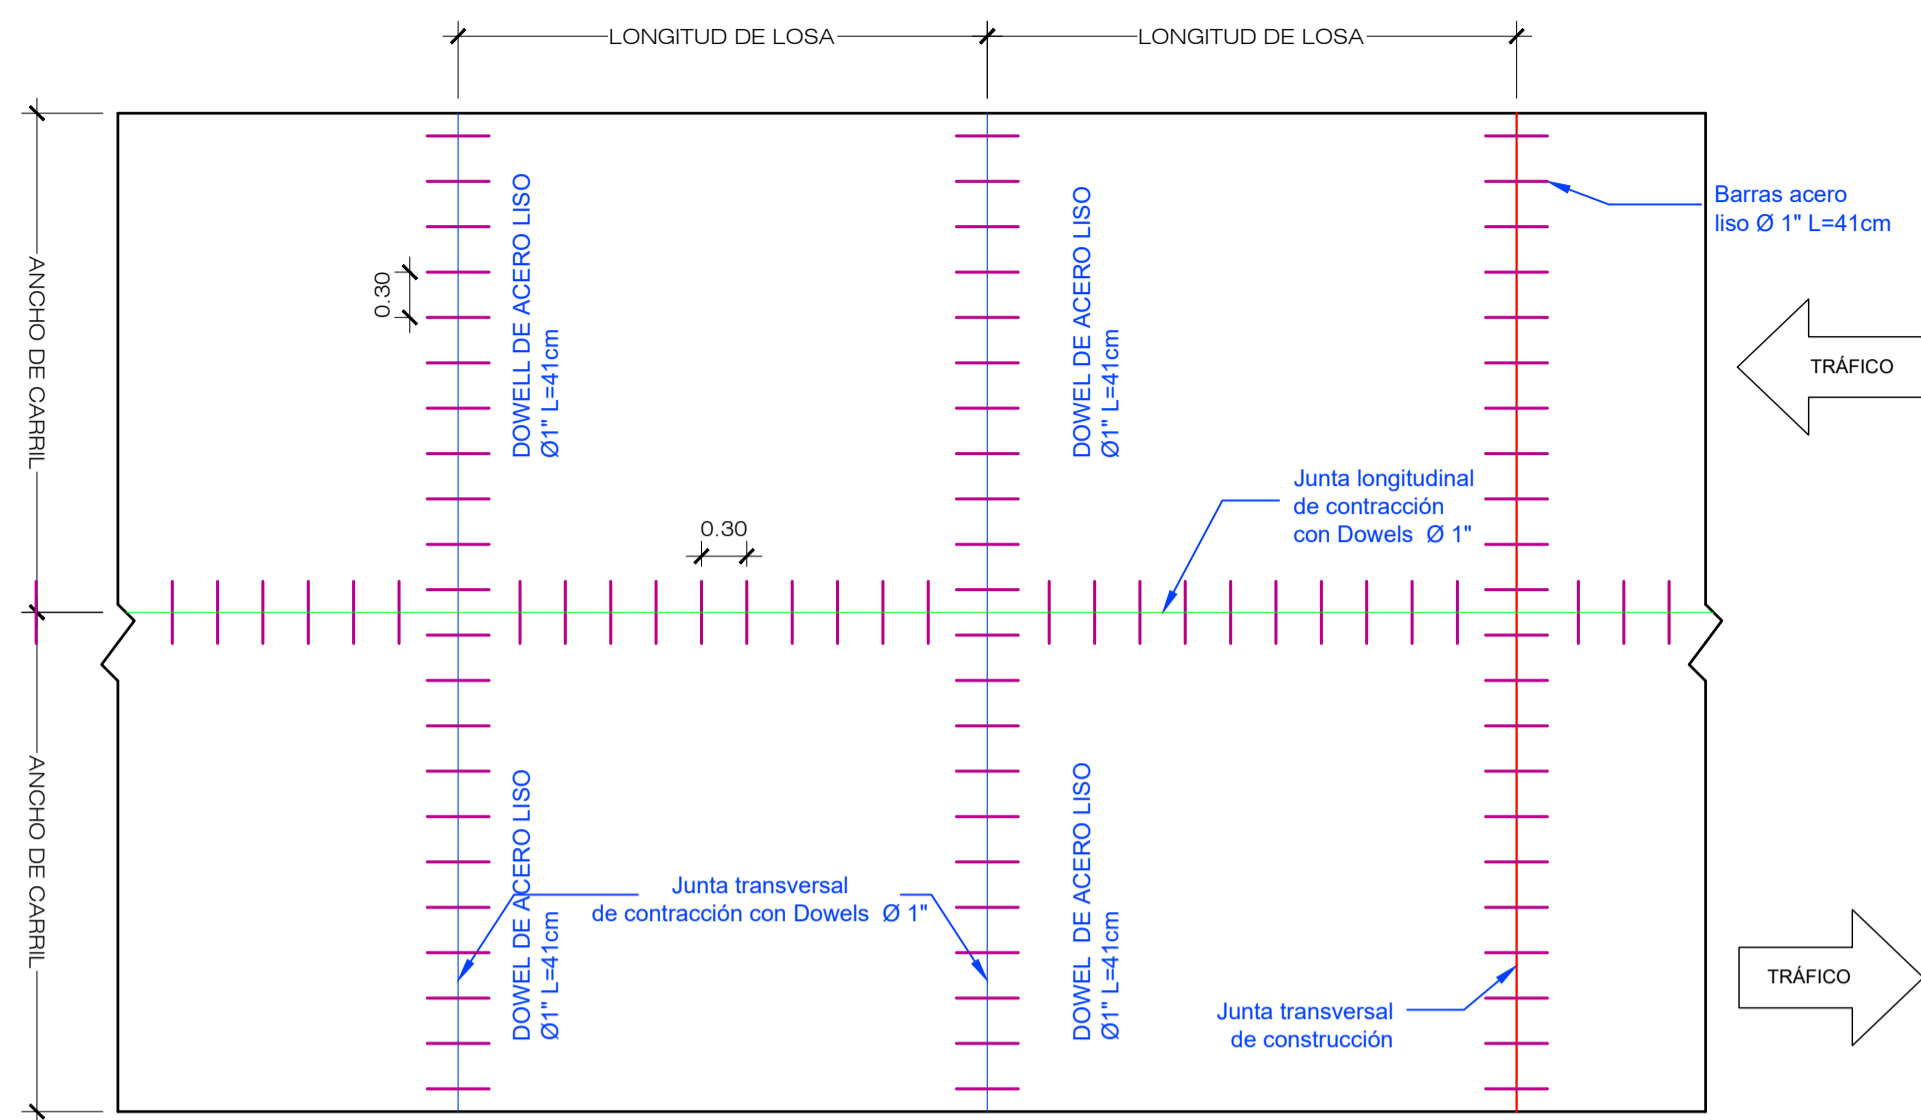 LONGITUD DE LOSA
LONGITUD DE LOSA
ANCHO DE CARRIL
ANCHO DE CARRIL
0.30
DOWELL DE ACERO LISO
Ø1" L=41cm
DOWEL DE ACERO LISO
Ø1" L=41cm
Barras acero
liso Ø 1" L=41cm
TRÁFICO
Junta longitudinal
de contracción
con Dowels Ø 1"
0.30
DOWEL DE ACERO LISO
Ø1" L=41cm
Junta transversal
de contracción con Dowels Ø 1"
DOWEL DE ACERO LISO
Ø1" L=41cm
Junta transversal
de construcción
TRÁFICO